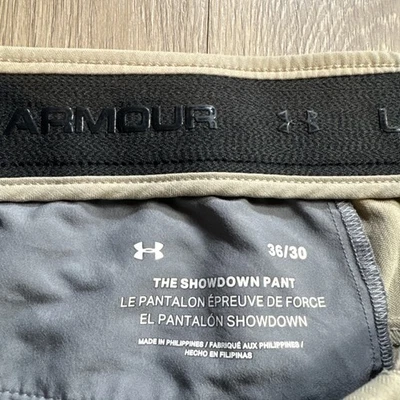 ARMOUR U
36/30
THE SHOWDOWN PANT
LE PANTALON ÉPREUVE DE FORCE
EL PANTALÓN SHOWDOWN
MADE IN PHILIPPINES / FABRIQUÉ AUX PHILIPPINES /
HECHO EN FILIPINAS